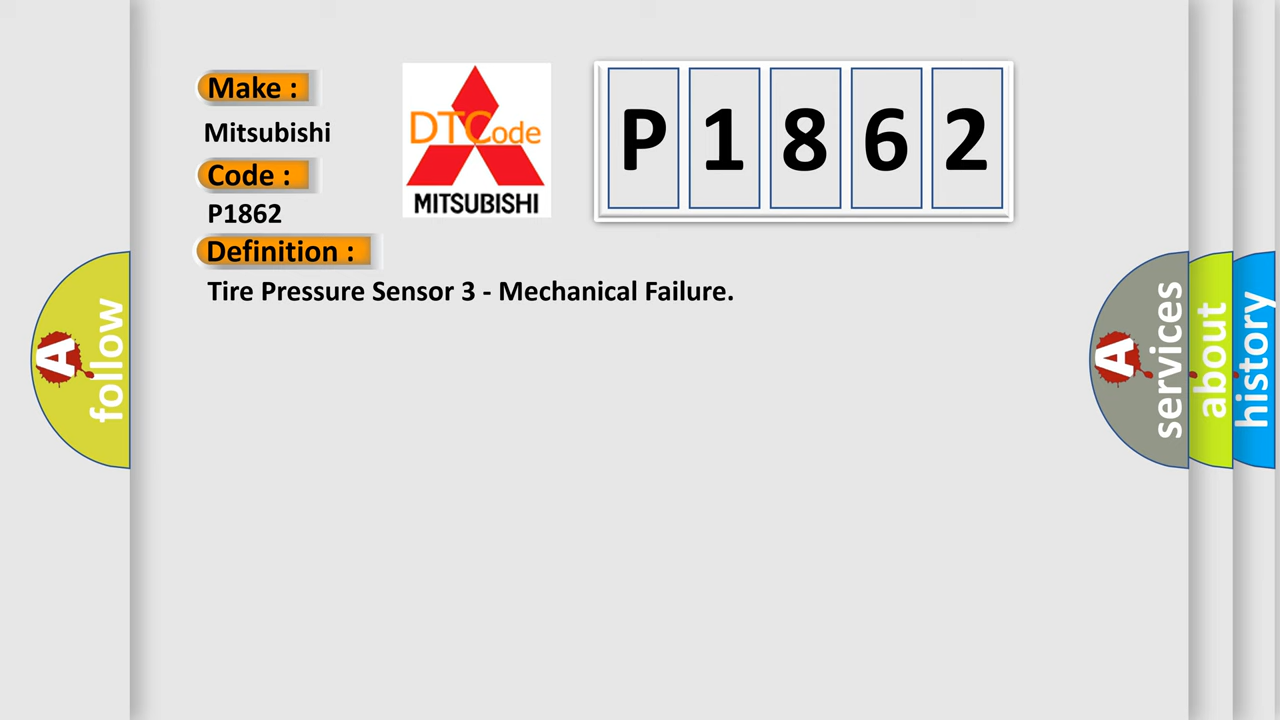 Make :
Mitsubishi
Code :
P1862
Definition :
Tire Pressure Sensor 3 - Mechanical Failure.
DTCode
MITSUBISHI
P 1 8 6 2
A follow
A services
about
history